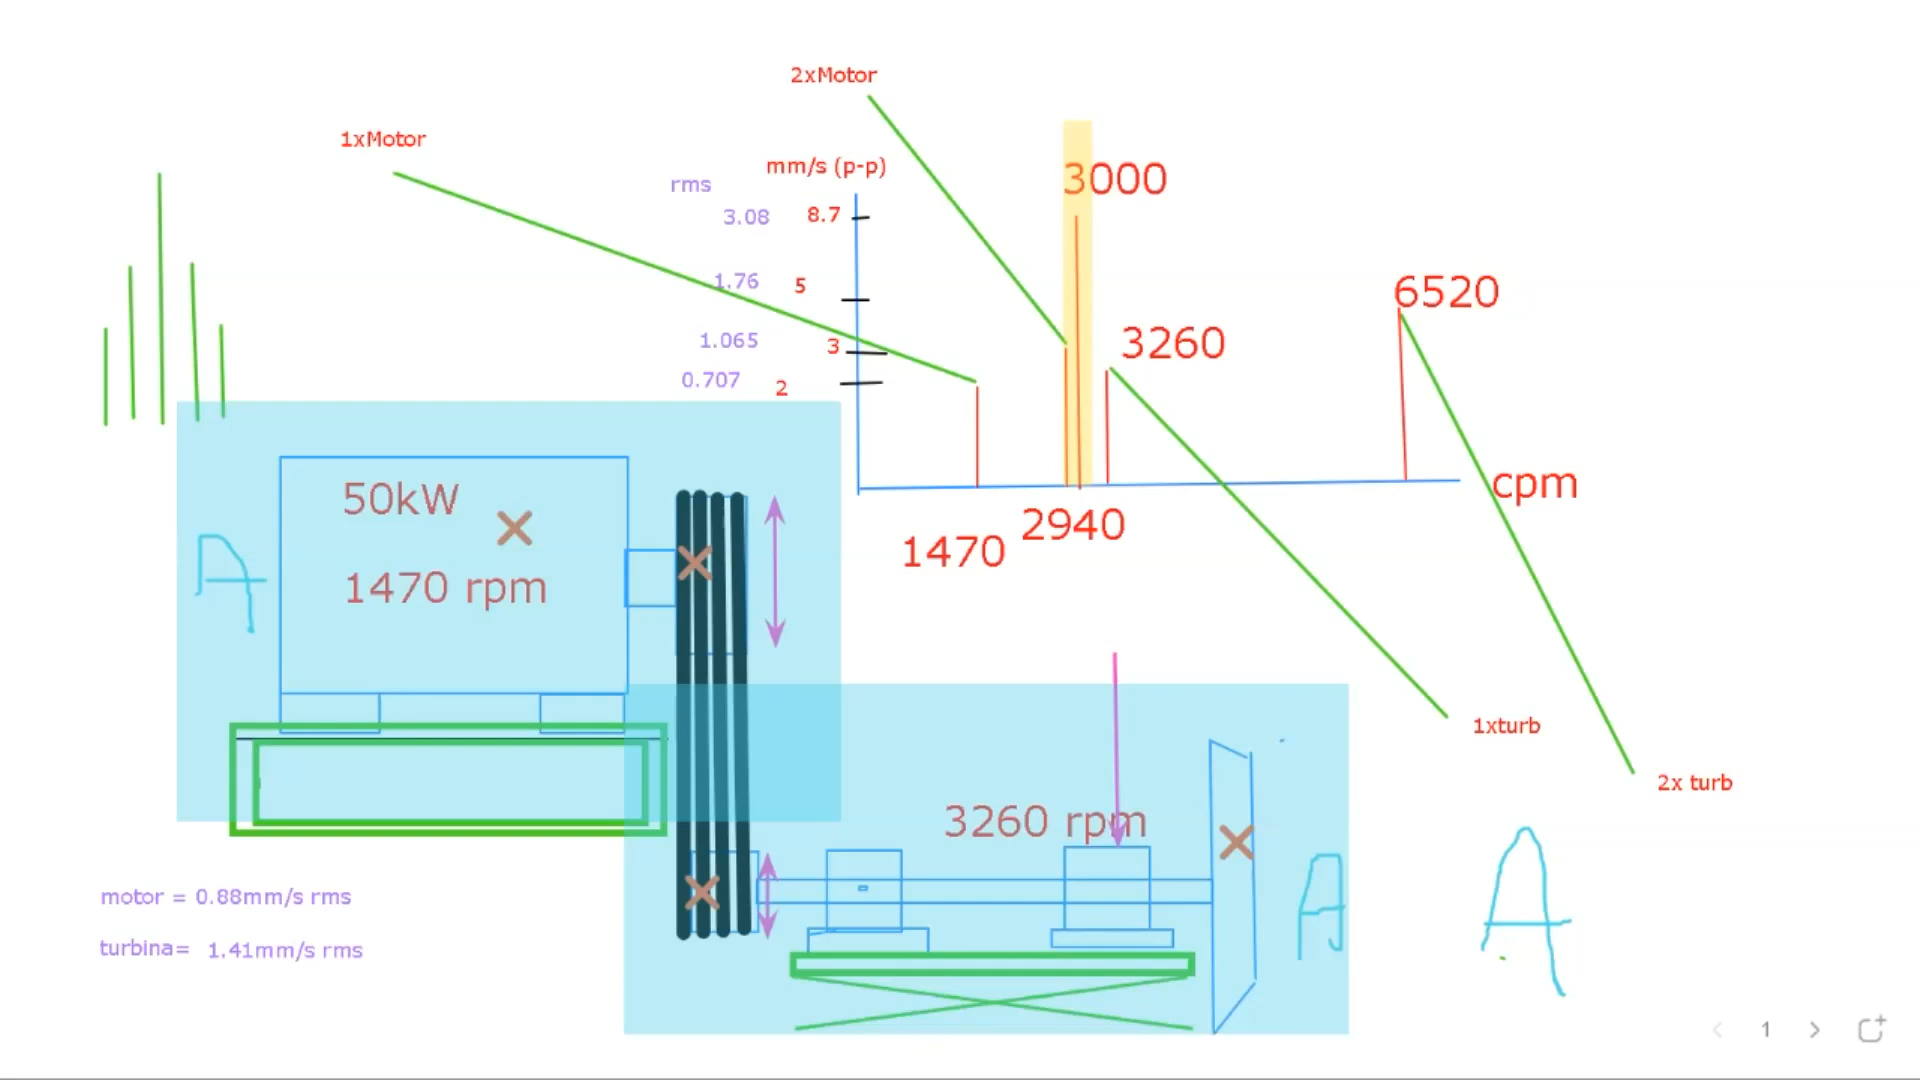 2xMotor
1xMotor
mm/s (p-p)
rms
3000
3.08 8.7
1.76 5
6520
1.065 3
3260
0.707 2
cpm
50kW
2940
1470
1470 rpm
A
1xturb
2x turb
3260 rpm
motor = 0.88mm/s rms
A
A
turbina= 1.41mm/s rms
1